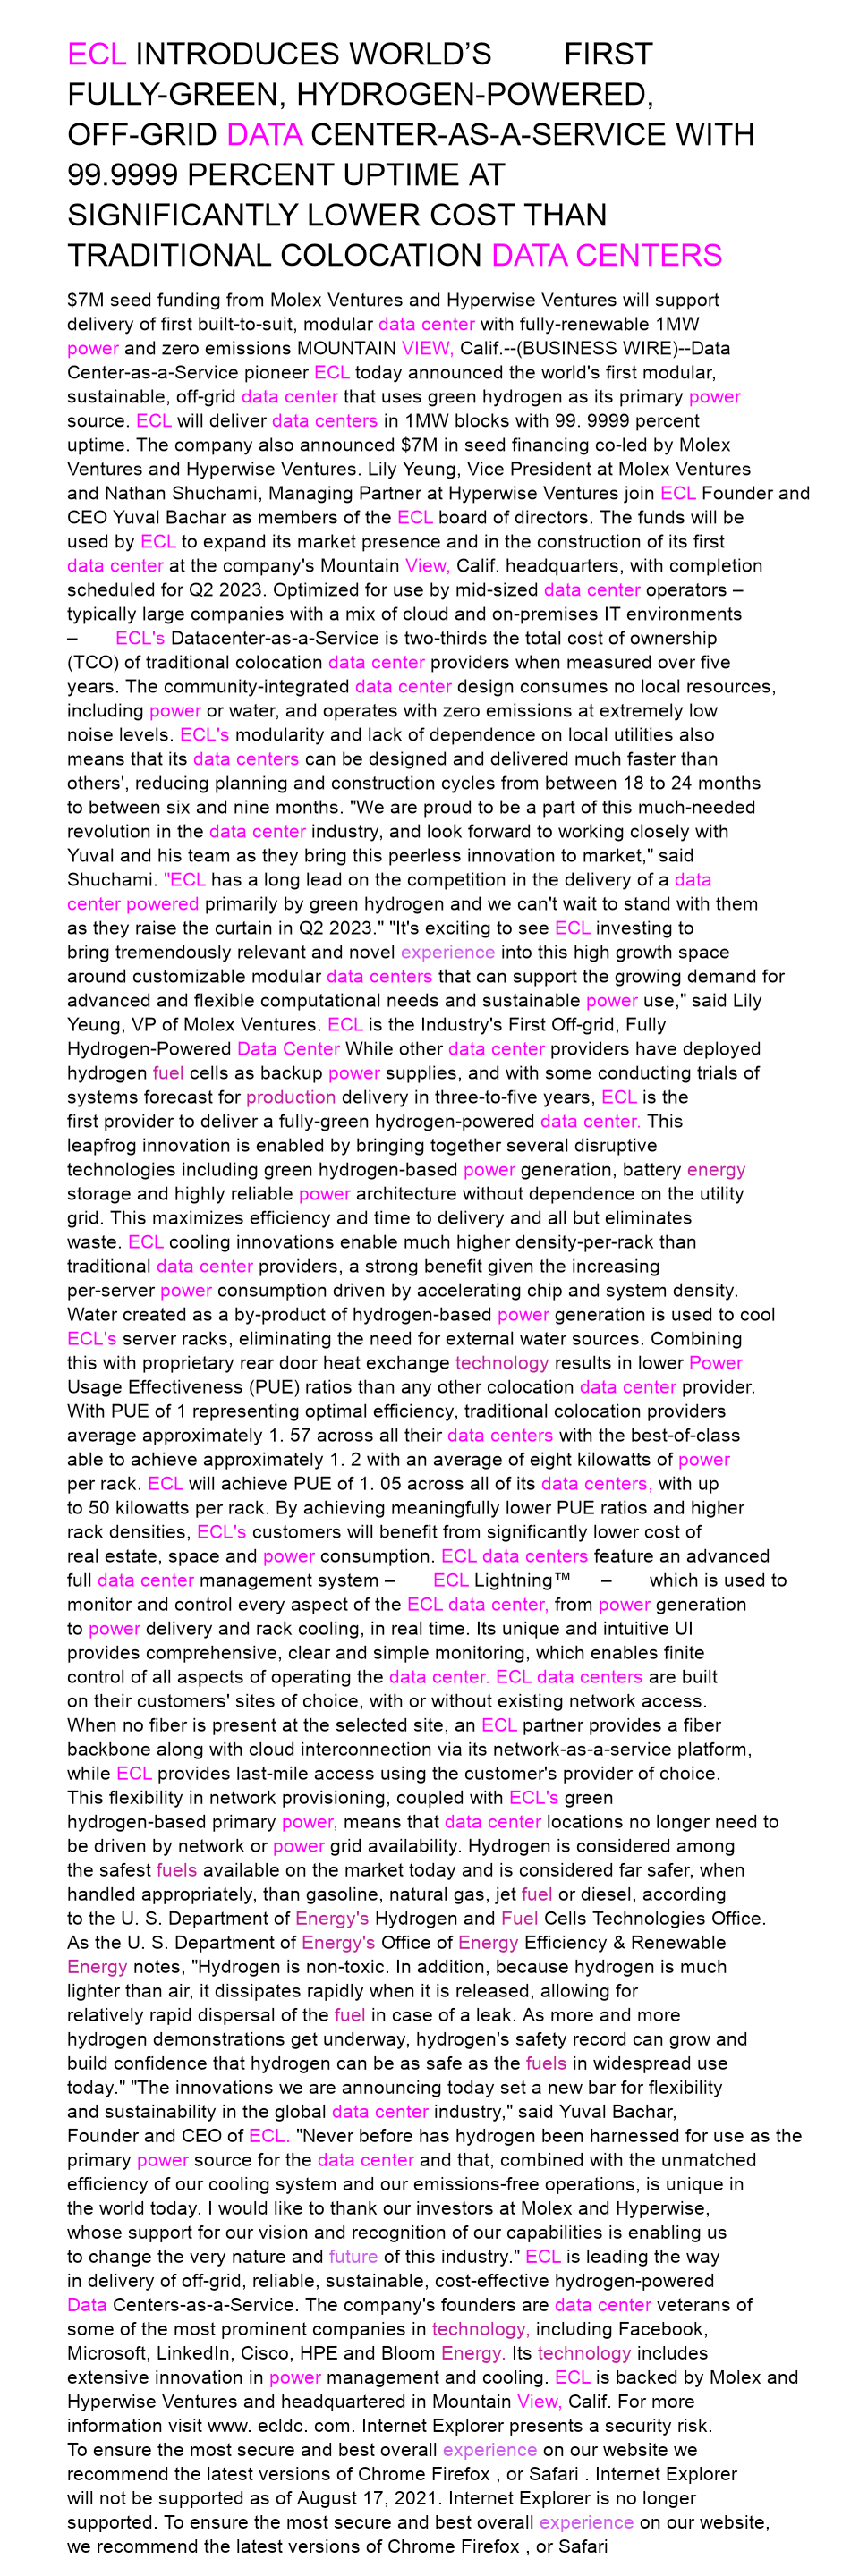 ECL INTRODUCES WORLD’S FIRST
FULLY-GREEN, HYDROGEN-POWERED,
OFF-GRID DATA CENTER-AS-A-SERVICE WITH
99.9999 PERCENT UPTIME AT
SIGNIFICANTLY LOWER COST THAN
TRADITIONAL COLOCATION DATA CENTERS
$7M seed funding from Molex Ventures and Hyperwise Ventures will support
delivery of first built-to-suit, modular data center with fully-renewable 1MW
power and zero emissions MOUNTAIN VIEW, Calif.--(BUSINESS WIRE)--Data
Center-as-a-Service pioneer ECL today announced the world's first modular,
sustainable, off-grid data center that uses green hydrogen as its primary power
source. ECL will deliver data centers in 1MW blocks with 99. 9999 percent
uptime. The company also announced $7M in seed financing co-led by Molex
Ventures and Hyperwise Ventures. Lily Yeung, Vice President at Molex Ventures
and Nathan Shuchami, Managing Partner at Hyperwise Ventures join ECL Founder and
CEO Yuval Bachar as members of the ECL board of directors. The funds will be
used by ECL to expand its market presence and in the construction of its first
data center at the company's Mountain View, Calif. headquarters, with completion
scheduled for Q2 2023. Optimized for use by mid-sized data center operators –
typically large companies with a mix of cloud and on-premises IT environments
– ECL's Datacenter-as-a-Service is two-thirds the total cost of ownership
(TCO) of traditional colocation data center providers when measured over five
years. The community-integrated data center design consumes no local resources,
including power or water, and operates with zero emissions at extremely low
noise levels. ECL's modularity and lack of dependence on local utilities also
means that its data centers can be designed and delivered much faster than
others', reducing planning and construction cycles from between 18 to 24 months
to between six and nine months. "We are proud to be a part of this much-needed
revolution in the data center industry, and look forward to working closely with
Yuval and his team as they bring this peerless innovation to market," said
Shuchami. "ECL has a long lead on the competition in the delivery of a data
center powered primarily by green hydrogen and we can't wait to stand with them
as they raise the curtain in Q2 2023." "It's exciting to see ECL investing to
bring tremendously relevant and novel experience into this high growth space
around customizable modular data centers that can support the growing demand for
advanced and flexible computational needs and sustainable power use," said Lily
Yeung, VP of Molex Ventures. ECL is the Industry's First Off-grid, Fully
Hydrogen-Powered Data Center While other data center providers have deployed
hydrogen fuel cells as backup power supplies, and with some conducting trials of
systems forecast for production delivery in three-to-five years, ECL is the
first provider to deliver a fully-green hydrogen-powered data center. This
leapfrog innovation is enabled by bringing together several disruptive
technologies including green hydrogen-based power generation, battery energy
storage and highly reliable power architecture without dependence on the utility
grid. This maximizes efficiency and time to delivery and all but eliminates
waste. ECL cooling innovations enable much higher density-per-rack than
traditional data center providers, a strong benefit given the increasing
per-server power consumption driven by accelerating chip and system density.
Water created as a by-product of hydrogen-based power generation is used to cool
ECL's server racks, eliminating the need for external water sources. Combining
this with proprietary rear door heat exchange technology results in lower Power
Usage Effectiveness (PUE) ratios than any other colocation data center provider.
With PUE of 1 representing optimal efficiency, traditional colocation providers
average approximately 1. 57 across all their data centers with the best-of-class
able to achieve approximately 1. 2 with an average of eight kilowatts of power
per rack. ECL will achieve PUE of 1. 05 across all of its data centers, with up
to 50 kilowatts per rack. By achieving meaningfully lower PUE ratios and higher
rack densities, ECL's customers will benefit from significantly lower cost of
real estate, space and power consumption. ECL data centers feature an advanced
full data center management system – ECL Lightning™ – which is used to
monitor and control every aspect of the ECL data center, from power generation
to power delivery and rack cooling, in real time. Its unique and intuitive UI
provides comprehensive, clear and simple monitoring, which enables finite
control of all aspects of operating the data center. ECL data centers are built
on their customers' sites of choice, with or without existing network access.
When no fiber is present at the selected site, an ECL partner provides a fiber
backbone along with cloud interconnection via its network-as-a-service platform,
while ECL provides last-mile access using the customer's provider of choice.
This flexibility in network provisioning, coupled with ECL's green
hydrogen-based primary power, means that data center locations no longer need to
be driven by network or power grid availability. Hydrogen is considered among
the safest fuels available on the market today and is considered far safer, when
handled appropriately, than gasoline, natural gas, jet fuel or diesel, according
to the U. S. Department of Energy's Hydrogen and Fuel Cells Technologies Office.
As the U. S. Department of Energy's Office of Energy Efficiency & Renewable
Energy notes, "Hydrogen is non-toxic. In addition, because hydrogen is much
lighter than air, it dissipates rapidly when it is released, allowing for
relatively rapid dispersal of the fuel in case of a leak. As more and more
hydrogen demonstrations get underway, hydrogen's safety record can grow and
build confidence that hydrogen can be as safe as the fuels in widespread use
today." "The innovations we are announcing today set a new bar for flexibility
and sustainability in the global data center industry," said Yuval Bachar,
Founder and CEO of ECL. "Never before has hydrogen been harnessed for use as the
primary power source for the data center and that, combined with the unmatched
efficiency of our cooling system and our emissions-free operations, is unique in
the world today. I would like to thank our investors at Molex and Hyperwise,
whose support for our vision and recognition of our capabilities is enabling us
to change the very nature and future of this industry." ECL is leading the way
in delivery of off-grid, reliable, sustainable, cost-effective hydrogen-powered
Data Centers-as-a-Service. The company's founders are data center veterans of
some of the most prominent companies in technology, including Facebook,
Microsoft, LinkedIn, Cisco, HPE and Bloom Energy. Its technology includes
extensive innovation in power management and cooling. ECL is backed by Molex and
Hyperwise Ventures and headquartered in Mountain View, Calif. For more
information visit www. ecldc. com. Internet Explorer presents a security risk.
To ensure the most secure and best overall experience on our website we
recommend the latest versions of Chrome Firefox , or Safari . Internet Explorer
will not be supported as of August 17, 2021. Internet Explorer is no longer
supported. To ensure the most secure and best overall experience on our website,
we recommend the latest versions of Chrome Firefox , or Safari